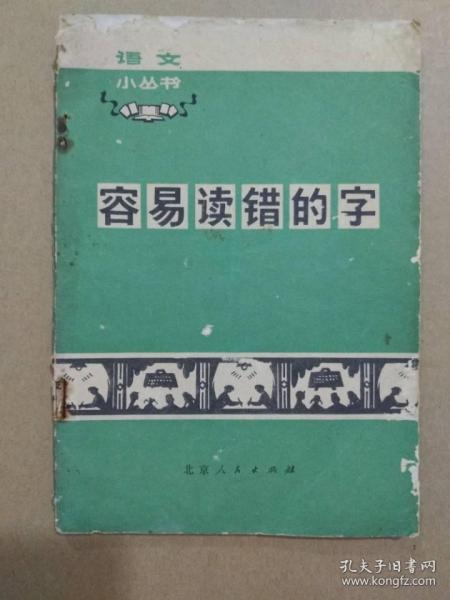 语文
小丛书
容易读错的字
北京人民出版社
孔夫子旧书网
www.kongfz.com